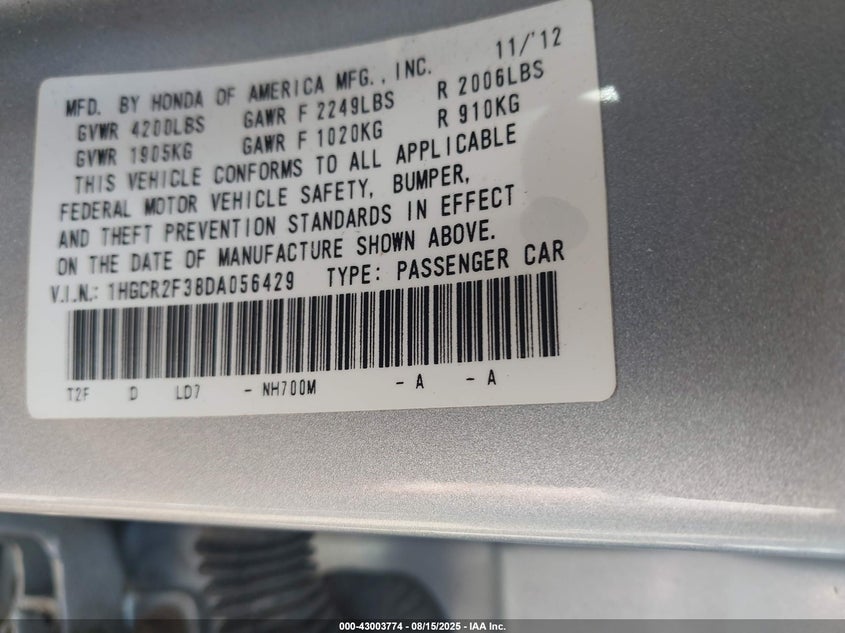 11/'12
MFD. BY HONDA OF AMERICA MFG., INC.
GVWR 4200LBS GAWR F 2249LBS R 2006LBS
GVWR 1905KG GAWR F 1020KG R 910KG
THIS VEHICLE CONFORMS TO ALL APPLICABLE
FEDERAL MOTOR VEHICLE SAFETY, BUMPER,
AND THEFT PREVENTION STANDARDS IN EFFECT
ON THE DATE OF MANUFACTURE SHOWN ABOVE.
V.I.N.: 1HGCR2F38DA056429 TYPE: PASSENGER CAR
T2F D LD7 - NH700M - A - A
000-43003774 - 08/15/2025 - IAA Inc.